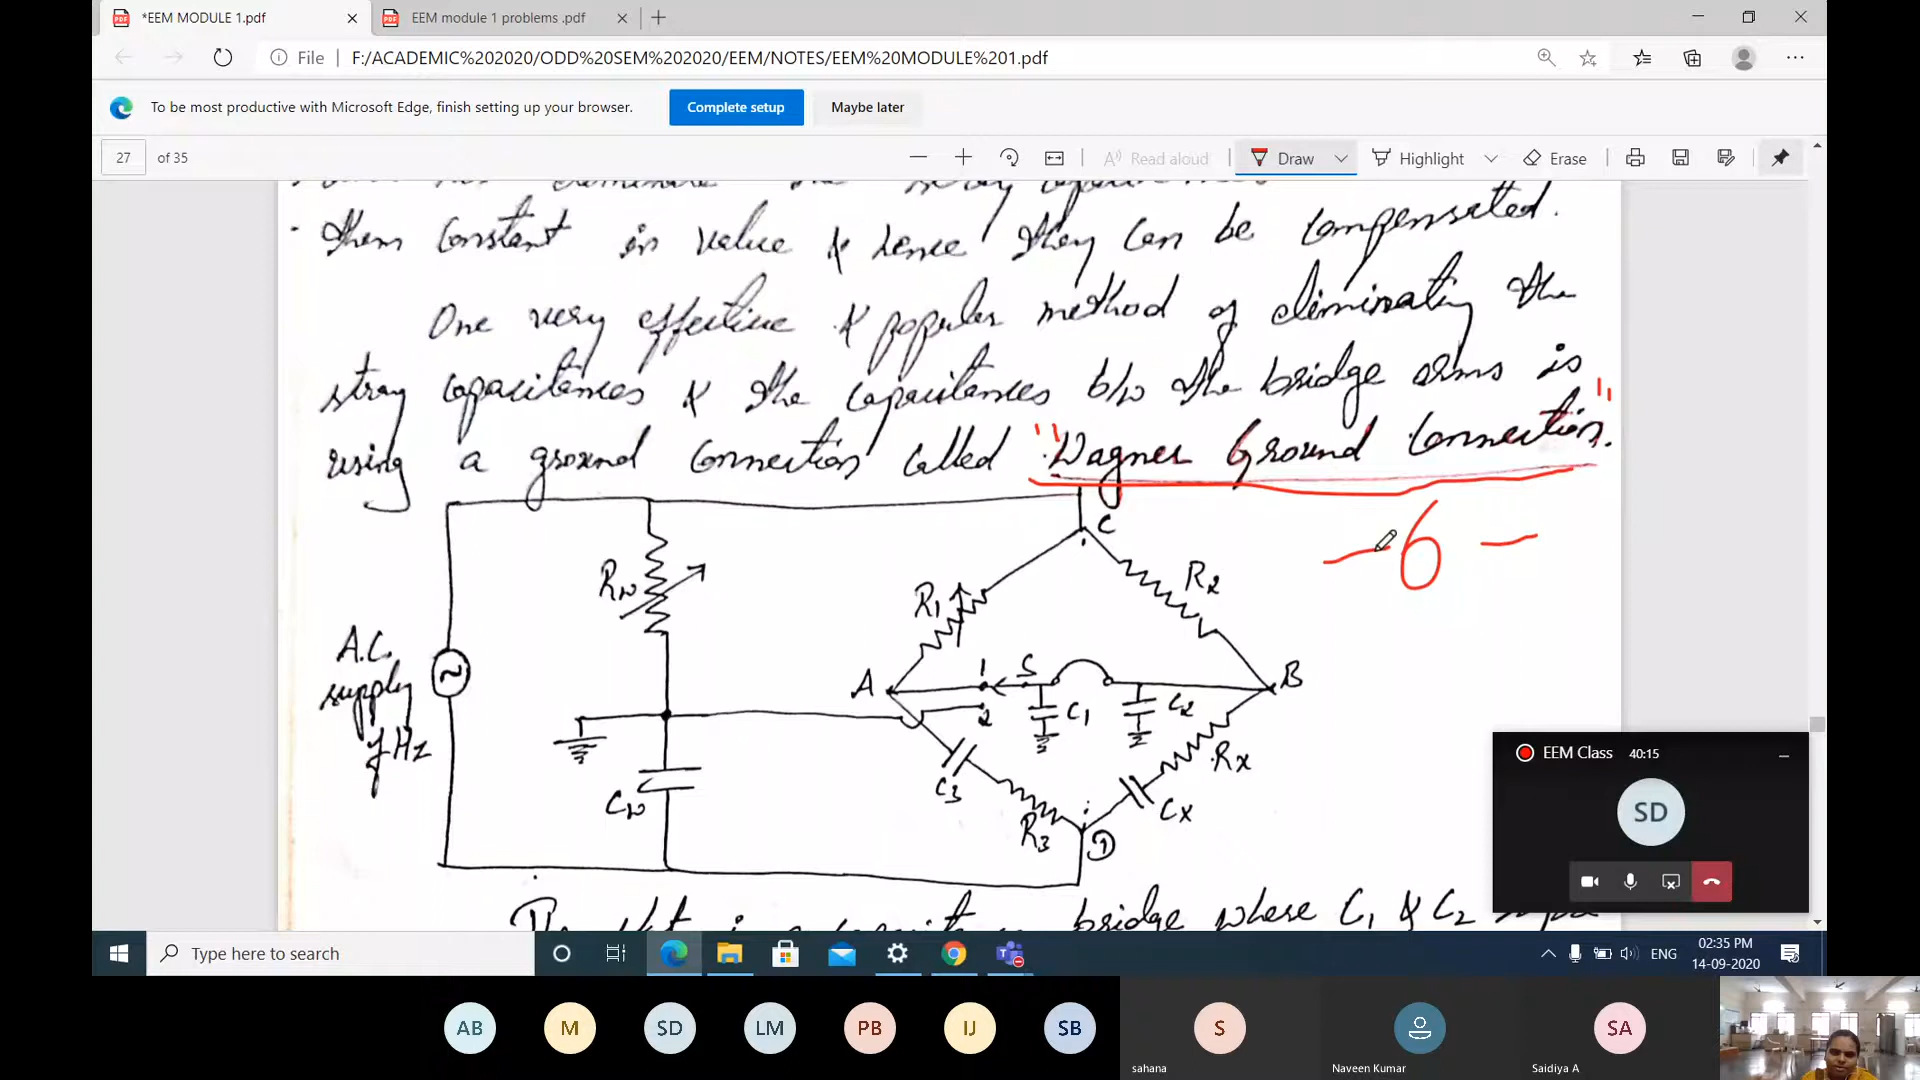 *EEM MODULE 1.pdf
EEM module 1 problems .pdf
File F:/ACADEMIC%202020/ODD%20SEM%202020/EEM/NOTES/EEM%20MODULE%201.pdf
To be most productive with Microsoft Edge, finish setting up your browser. Complete setup Maybe later
27 of 35 Read aloud Draw Highlight Erase
eliminate the stray
them constant in value & hence they can be compensated.
One very effective & popular method of eliminating the
stray capacitances & the capacitances b/w the bridge arms is
using a ground connection called "Wagner Ground Connection."
-6-
C
RW
R1
R2
A.C.
supply
f Hz
A
1
S
B
2
C1
C2
CW
C3
R3
Rx
Cx
D
bridge where C1 & C2
EEM Class 40:15
SD
Type here to search
ENG
02:35 PM
14-09-2020
AB M SD LM PB IJ SB S SA
sahana Naveen Kumar Saidiya A